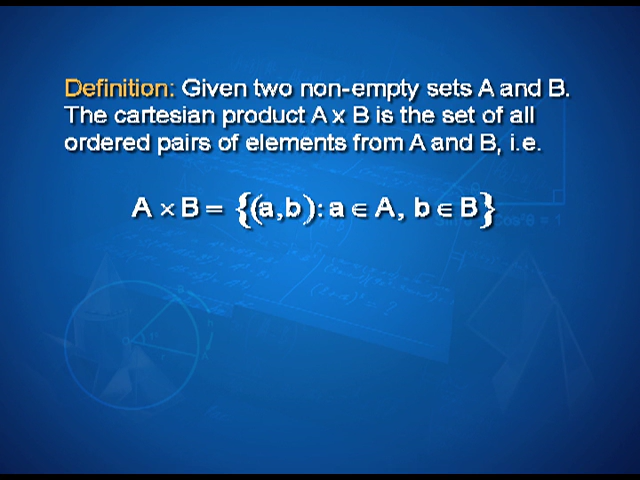 Definition: Given two non-empty sets A and B.
The cartesian product A x B is the set of all
ordered pairs of elements from A and B, i.e.
A × B = {(a,b): a ∈ A, b ∈ B}